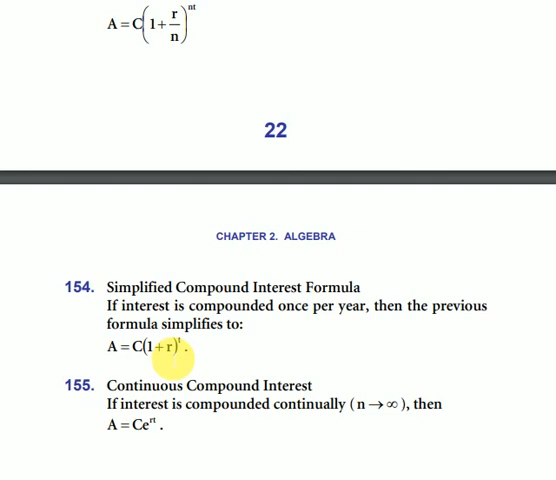 A = C(1 + r/n)^nt
22
CHAPTER 2. ALGEBRA
154. Simplified Compound Interest Formula
If interest is compounded once per year, then the previous
formula simplifies to:
A = C(1 + r)^t .
155. Continuous Compound Interest
If interest is compounded continually (n → ∞), then
A = Ce^rt .